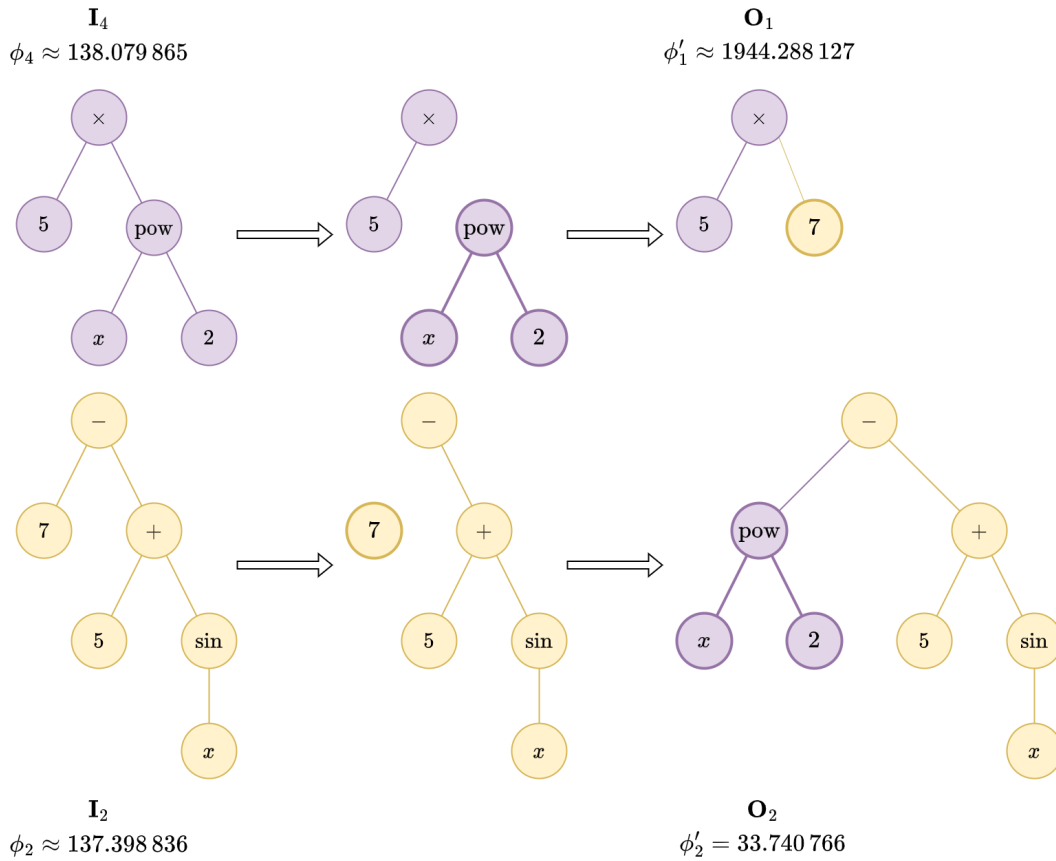 I₄ O₁
ϕ₄ ≈ 138.079 865 ϕ′₁ ≈ 1944.288 127
× × ×
5 pow 5 pow 5 7
x 2 x 2
− − −
7 + 7 + pow +
5 sin 5 sin x 2 5 sin
x x x
I₂ O₂
ϕ₂ ≈ 137.398 836 ϕ′₂ = 33.740 766